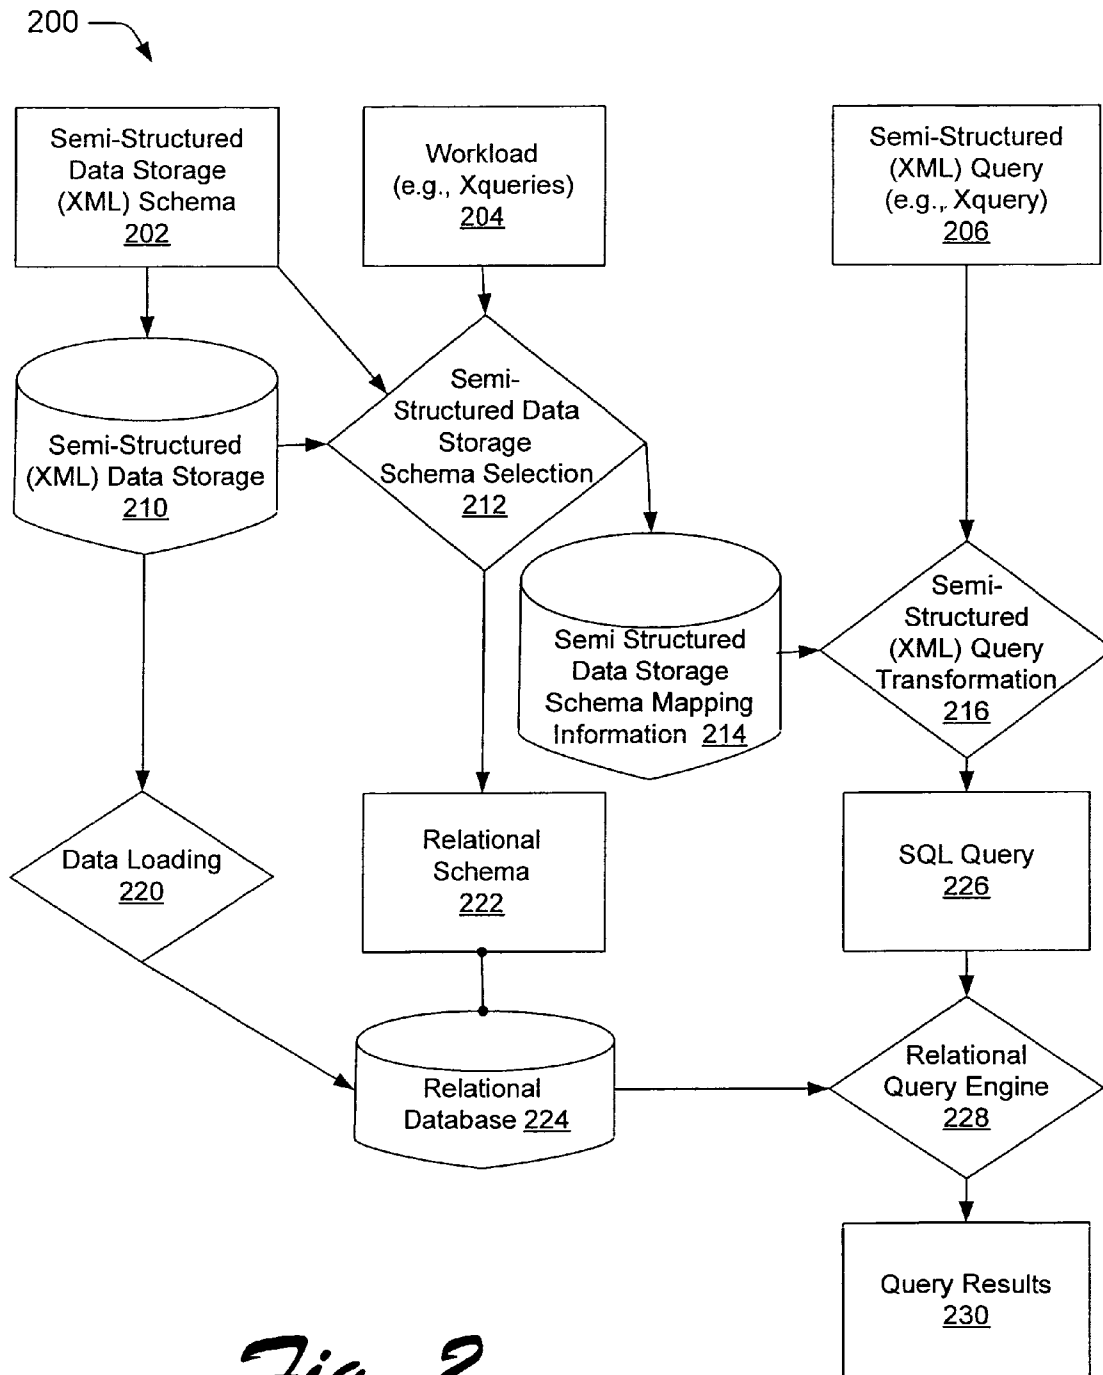 200
Semi-Structured
Data Storage
(XML) Schema
202
Workload
(e.g., Xqueries)
204
Semi-Structured
(XML) Query
(e.g., Xquery)
206
Semi-Structured
(XML) Data Storage
210
Semi-
Structured Data
Storage
Schema Selection
212
Semi Structured
Data Storage
Schema Mapping
Information 214
Semi-
Structured
(XML) Query
Transformation
216
Data Loading
220
Relational
Schema
222
SQL Query
226
Relational
Database 224
Relational
Query Engine
228
Query Results
230
Fig. 2